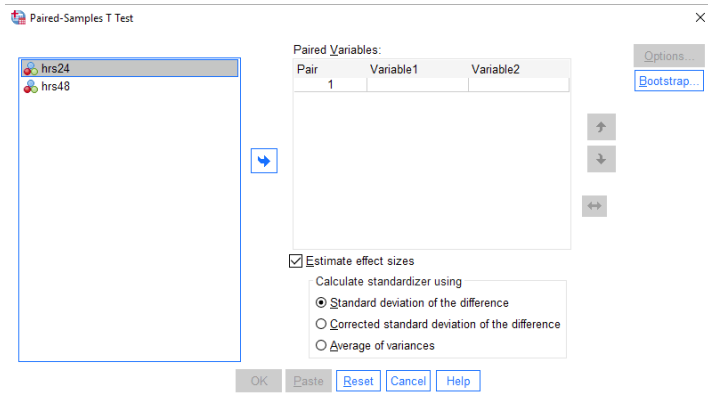 Paired-Samples T Test
hrs24
hrs48
Paired Variables:
Pair Variable1 Variable2
1
Options...
Bootstrap...
Estimate effect sizes
Calculate standardizer using
Standard deviation of the difference
Corrected standard deviation of the difference
Average of variances
OK Paste Reset Cancel Help